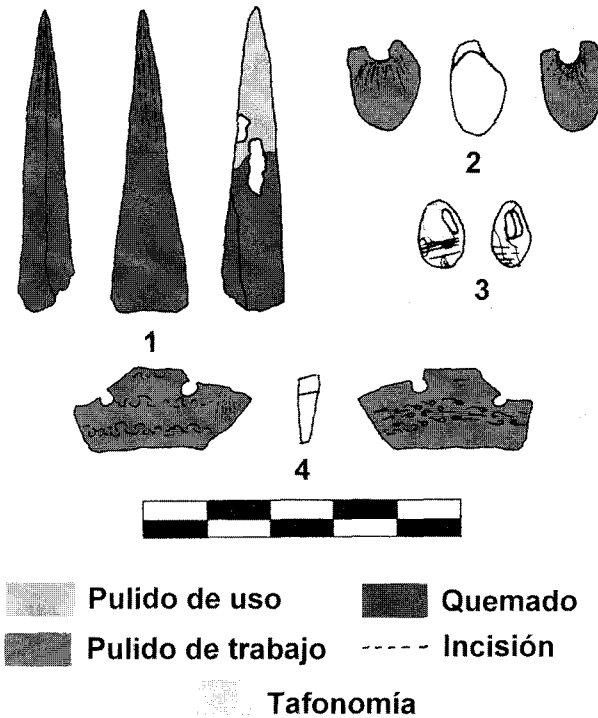 2
3
1
4
Pulido de uso
Quemado
Pulido de trabajo
Incisión
Tafonomía